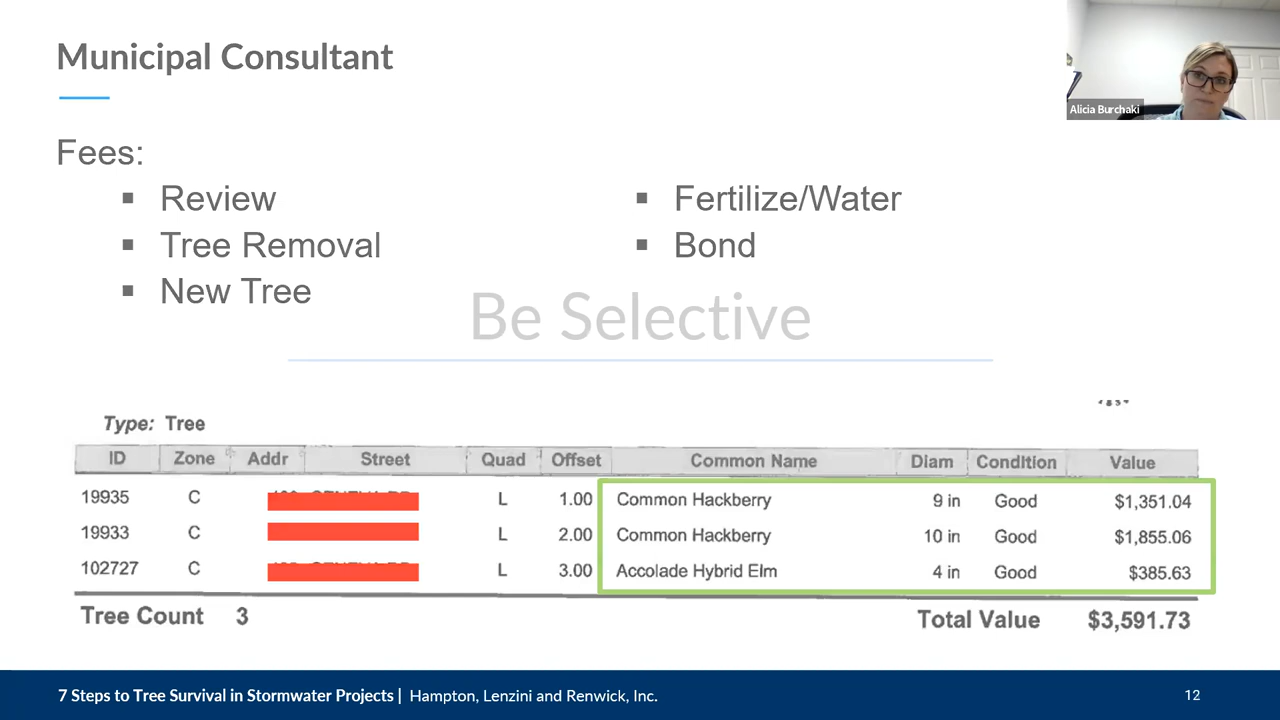 Municipal Consultant
Alicia Burchaki
Fees:
▪ Review
▪ Tree Removal
▪ New Tree
▪ Fertilize/Water
▪ Bond
Be Selective
Type: Tree
ID Zone Addr Street Quad Offset Common Name Diam Condition Value
19935 C L 1.00 Common Hackberry 9 in Good $1,351.04
19933 C L 2.00 Common Hackberry 10 in Good $1,855.06
102727 C L 3.00 Accolade Hybrid Elm 4 in Good $385.63
Tree Count 3 Total Value $3,591.73
7 Steps to Tree Survival in Stormwater Projects | Hampton, Lenzini and Renwick, Inc. 12